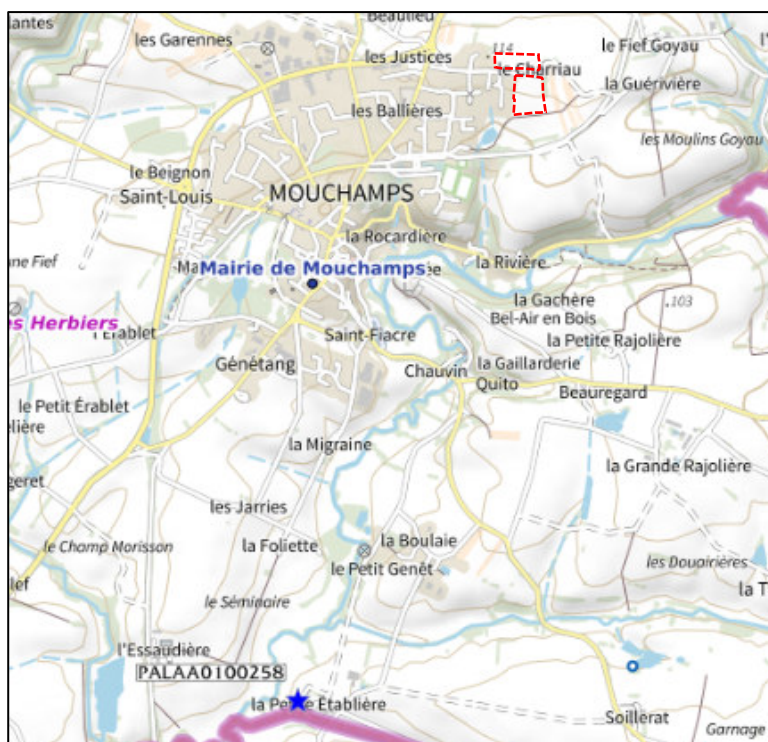 Beaulieu
lantes
les Garennes
114
les Justices
le Fief Goyau
le Charriau
la Guérivière
les Ballières
les Moulins Goyau
le Beignon
Saint-Louis
MOUCHAMPS
la Rocardière
Mairie de Mouchamps
la Rivière
une Fief
la Gachère
103
Bel-Air en Bois
es Herbiers
l'Érablet
Saint-Fiacre
la Petite Rajolière
Génétang
Chauvin
la Gaillarderie
Quito
Beauregard
le Petit Érablet
elière
la Migraine
la Grande Rajolière
geret
les Jarries
la Boulaie
le Champ Morisson
la Foliette
le Petit Genêt
les Douairières
lef
la T
le Séminaire
l'Essaudière
PALAA0100258
la Petite Établière
Soillerat
Garnage